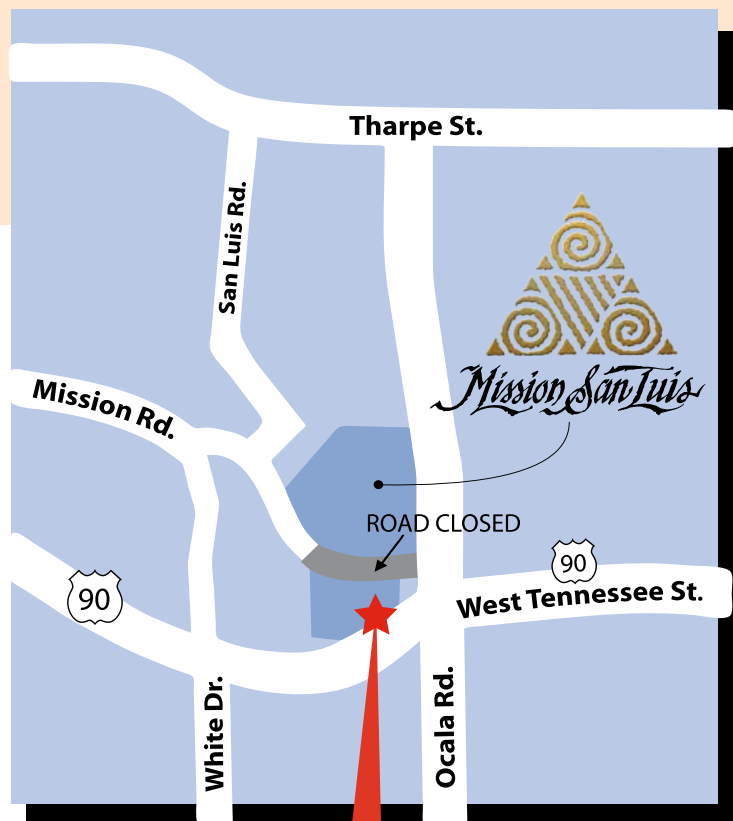 Tharpe St.
San Luis Rd.
Mission San Luis
Mission Rd.
ROAD CLOSED
90
90
West Tennessee St.
White Dr.
Ocala Rd.